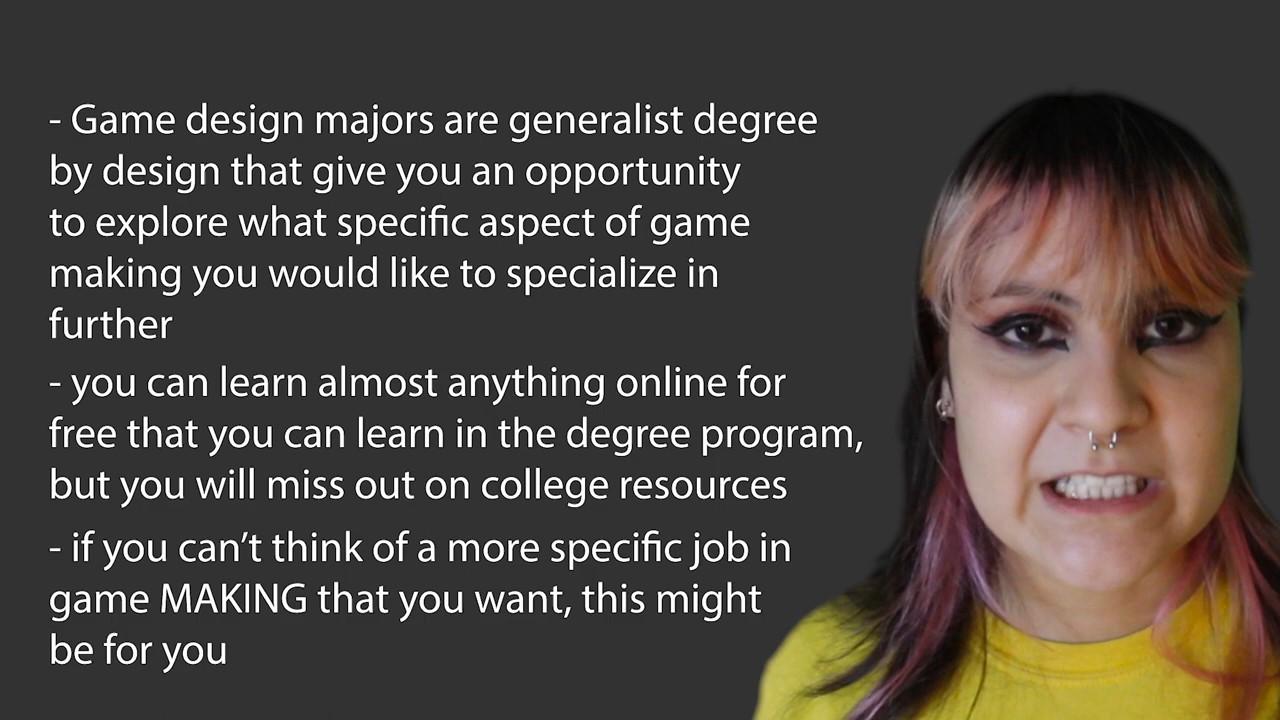 - Game design majors are generalist degree
by design that give you an opportunity
to explore what specific aspect of game
making you would like to specialize in
further
- you can learn almost anything online for
free that you can learn in the degree program,
but you will miss out on college resources
- if you can’t think of a more specific job in
game MAKING that you want, this might
be for you